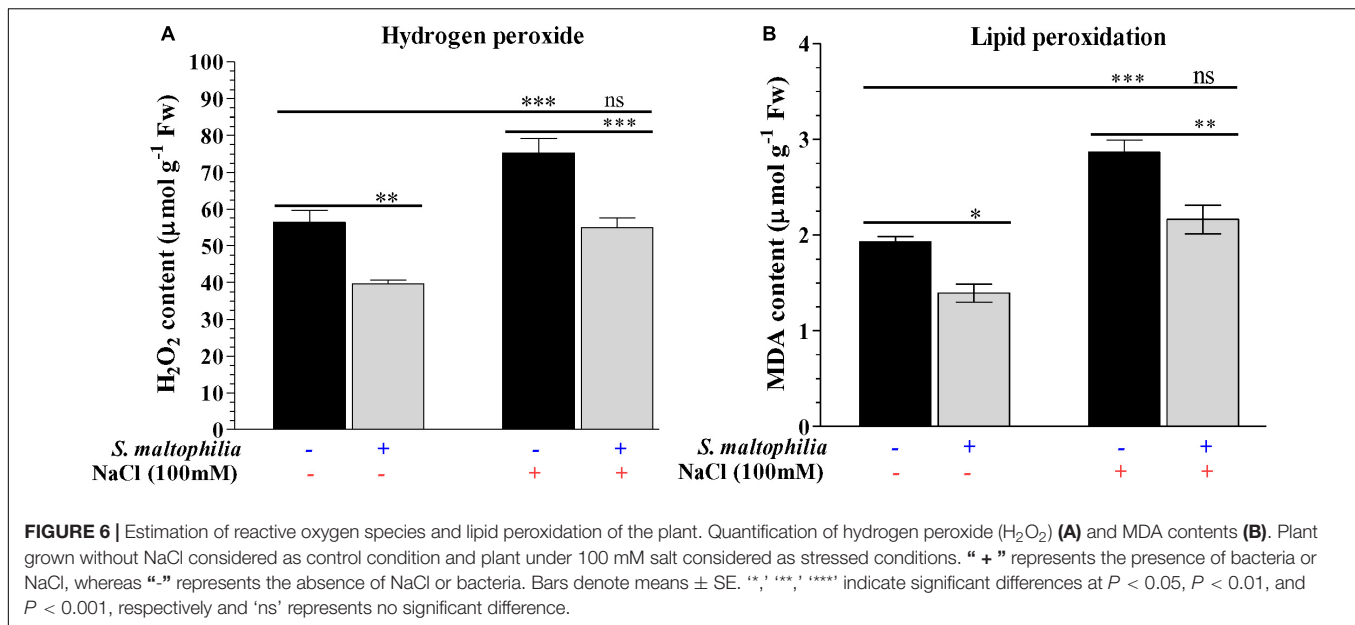 A
Hydrogen peroxide
H₂O₂ content (μmol g⁻¹ Fw)
100
90
80
70
60
50
40
30
20
10
0
**
***
ns
***
S. maltophilia - + - +
NaCl (100mM) - - + +
B
Lipid peroxidation
MDA content (μmol g⁻¹ Fw)
4
3
2
1
0
*
***
ns
**
- + - +
- - + +
FIGURE 6 | Estimation of reactive oxygen species and lipid peroxidation of the plant. Quantification of hydrogen peroxide (H₂O₂) (A) and MDA contents (B). Plant
grown without NaCl considered as control condition and plant under 100 mM salt considered as stressed conditions. “ + ” represents the presence of bacteria or
NaCl, whereas “-” represents the absence of NaCl or bacteria. Bars denote means ± SE. ‘*,’ ‘**,’ ‘***’ indicate significant differences at P < 0.05, P < 0.01, and
P < 0.001, respectively and ‘ns’ represents no significant difference.